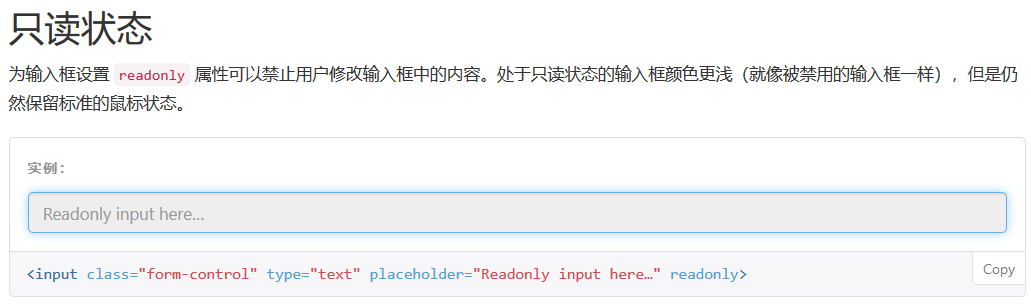 只读状态
为输入框设置 readonly 属性可以禁止用户修改输入框中的内容。处于只读状态的输入框颜色更浅（就像被禁用的输入框一样），但是仍
然保留标准的鼠标状态。
实例：
Readonly input here…
<input class="form-control" type="text" placeholder="Readonly input here…" readonly>
Copy